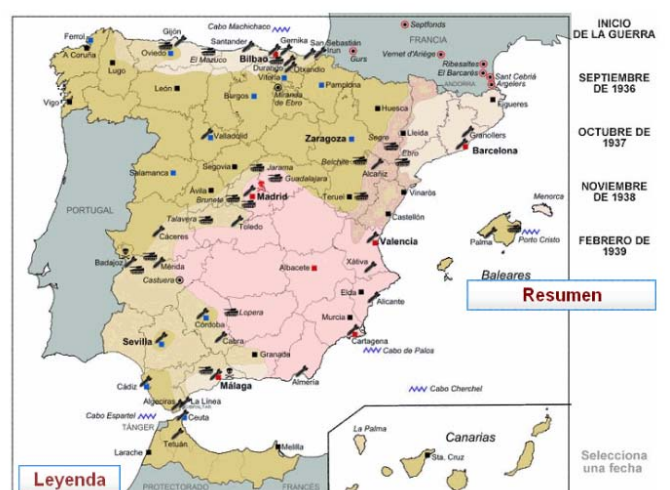 Cabo Machichaco
Septfonds
FRANCIA
Gurs
Vernet d'Ariége
Ribesaltes
El Barcarés
Sant Cebriá
Argelers
ANDORRA
Ferrol
A Coruña
Lugo
Vigo
Gijón
Oviedo
El Mazuco
Santander
Bilbao
Gernika
Durango
Otxandio
San Sebastián
Irun
Vitoria
Miranda
de Ebro
Pamplona
León
Burgos
Huesca
Figueres
Valladolid
Zaragoza
Segre
Lleida
Granollers
Barcelona
Belchite
Ebro
Alcañiz
Salamanca
Segovia
Jarama
Guadalajara
Ávila
Madrid
Brunete
Teruel
Vinaròs
Castellón
Talavera
Toledo
PORTUGAL
Cáceres
Valencia
Badajoz
Mérida
Castuera
Albacete
Xátiva
Elda
Alicante
Murcia
Cartagena
Cabo de Palos
Cabo Cherchel
Menorca
Palma
Porto Cristo
Baleares
Córdoba
Lopera
Cabra
Sevilla
Granada
Málaga
Almería
Cádiz
Algeciras
La Línea
Ceuta
Cabo Espartel
TÁNGER
Tetuán
Larache
Melilla
PROTECTORADO
FRANCÉS
La Palma
Canarias
Sta. Cruz
Leyenda
INICIO
DE LA GUERRA
SEPTIEMBRE
DE 1936
OCTUBRE DE
1937
NOVIEMBRE
DE 1938
FEBRERO DE
1939
Resumen
Selecciona
una fecha